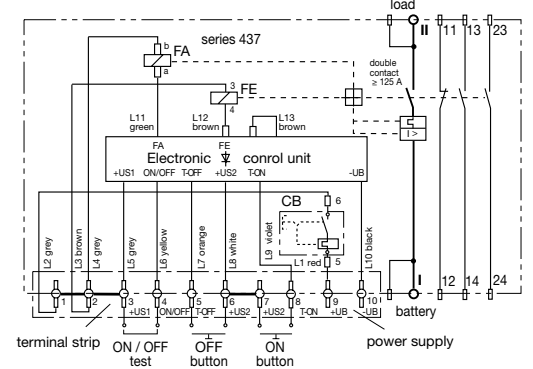 load
series 437
II
11
13
23
b
FA
a
double
contact
≥ 125 A
3
FE
4
L11
green
L12
brown
L13
brown
I >
FA
FE
Electronic conrol unit
+US1 ON/OFF T-OFF +US2 T-ON -UB
CB
6
5
L2 grey
L3 brown
L4 grey
L5 grey
L6 yellow
L7 orange
L8 white
L9 violet
L1 red
L10 black
I
12
14
24
1
2
3
4
5
6
7
8
9
10
+US1 ON/OFF T-OFF +US2 +US2 T-ON +UB -UB
battery
terminal strip
power supply
ON / OFF
test
OFF
button
ON
button